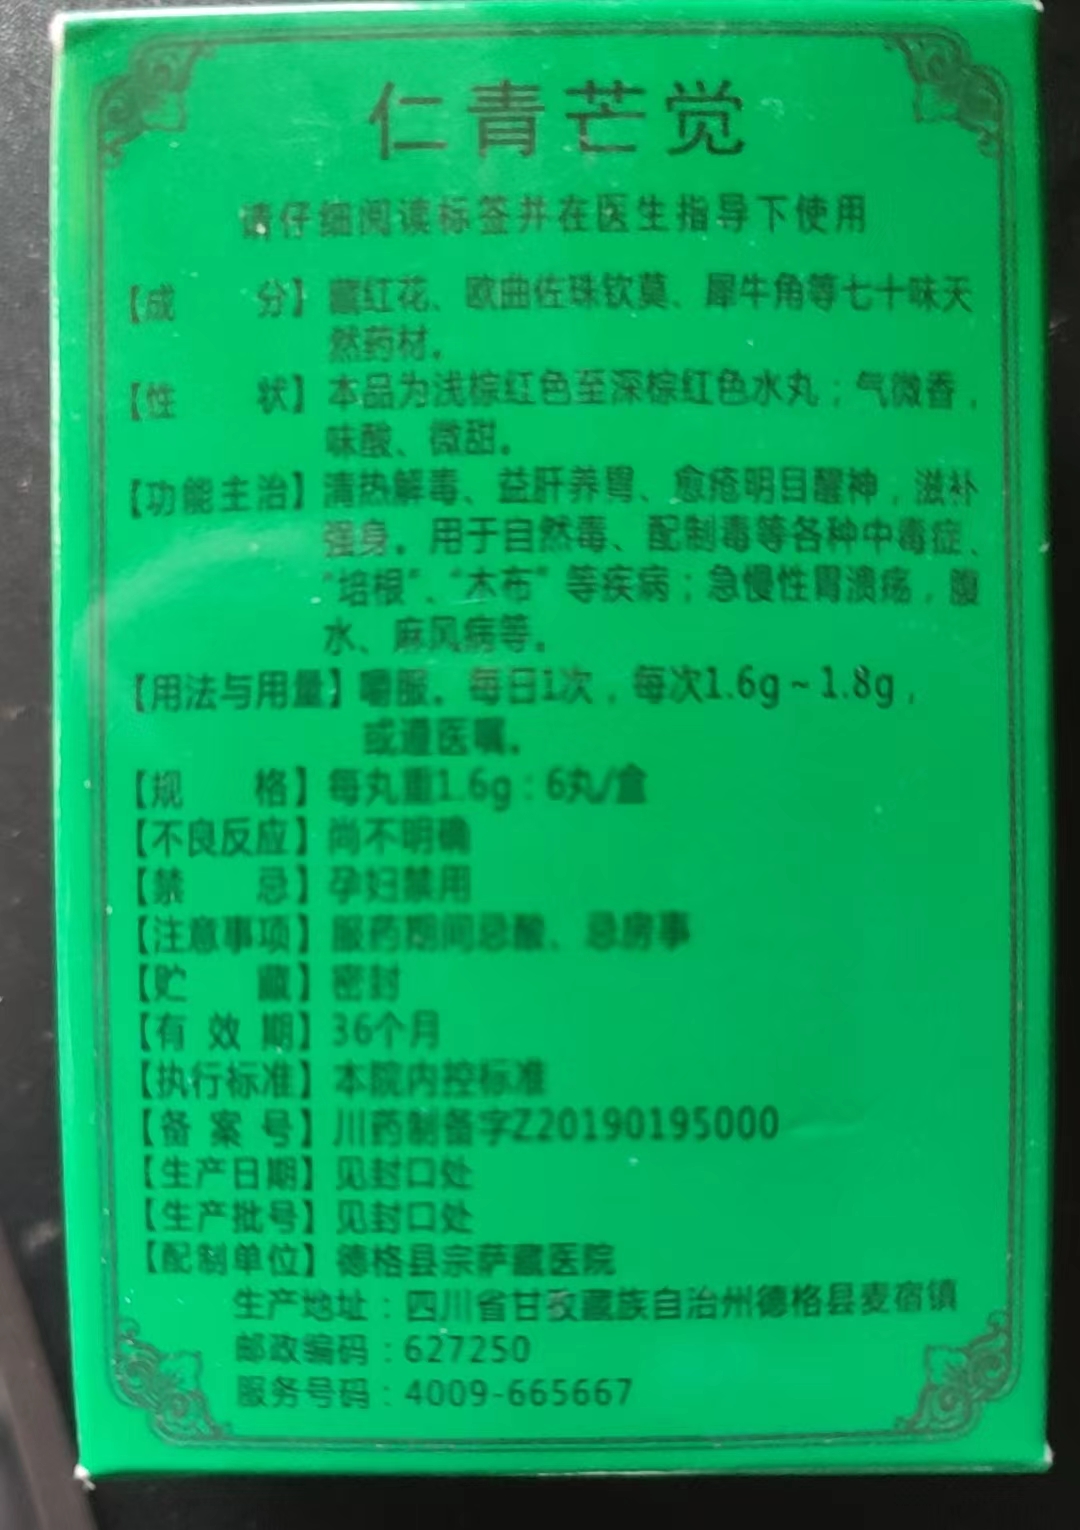 仁青芒觉
请仔细阅读标签并在医生指导下使用
【成 分】藏红花、欧曲佐珠钦莫、犀牛角等七十味天
然药材。
【性 状】本品为浅棕红色至深棕红色水丸；气微香，
味酸、微甜。
【功能主治】清热解毒、益肝养胃、愈疮明目醒神，滋补
强身。用于自然毒、配制毒等各种中毒症、
“培根”、“木布”等疾病；急慢性胃溃疡，腹
水、麻风病等。
【用法与用量】嚼服。每日1次，每次1.6g~1.8g，
或遵医嘱。
【规 格】每丸重1.6g：6丸/盒
【不良反应】尚不明确
【禁 忌】孕妇禁用
【注意事项】服药期间忌酸、忌房事
【贮 藏】密封
【有 效 期】36个月
【执行标准】本院内控标准
【备 案 号】川药制备字Z20190195000
【生产日期】见封口处
【生产批号】见封口处
【配制单位】德格县宗萨藏医院
生产地址：四川省甘孜藏族自治州德格县麦宿镇
邮政编码：627250
服务号码：4009-665667